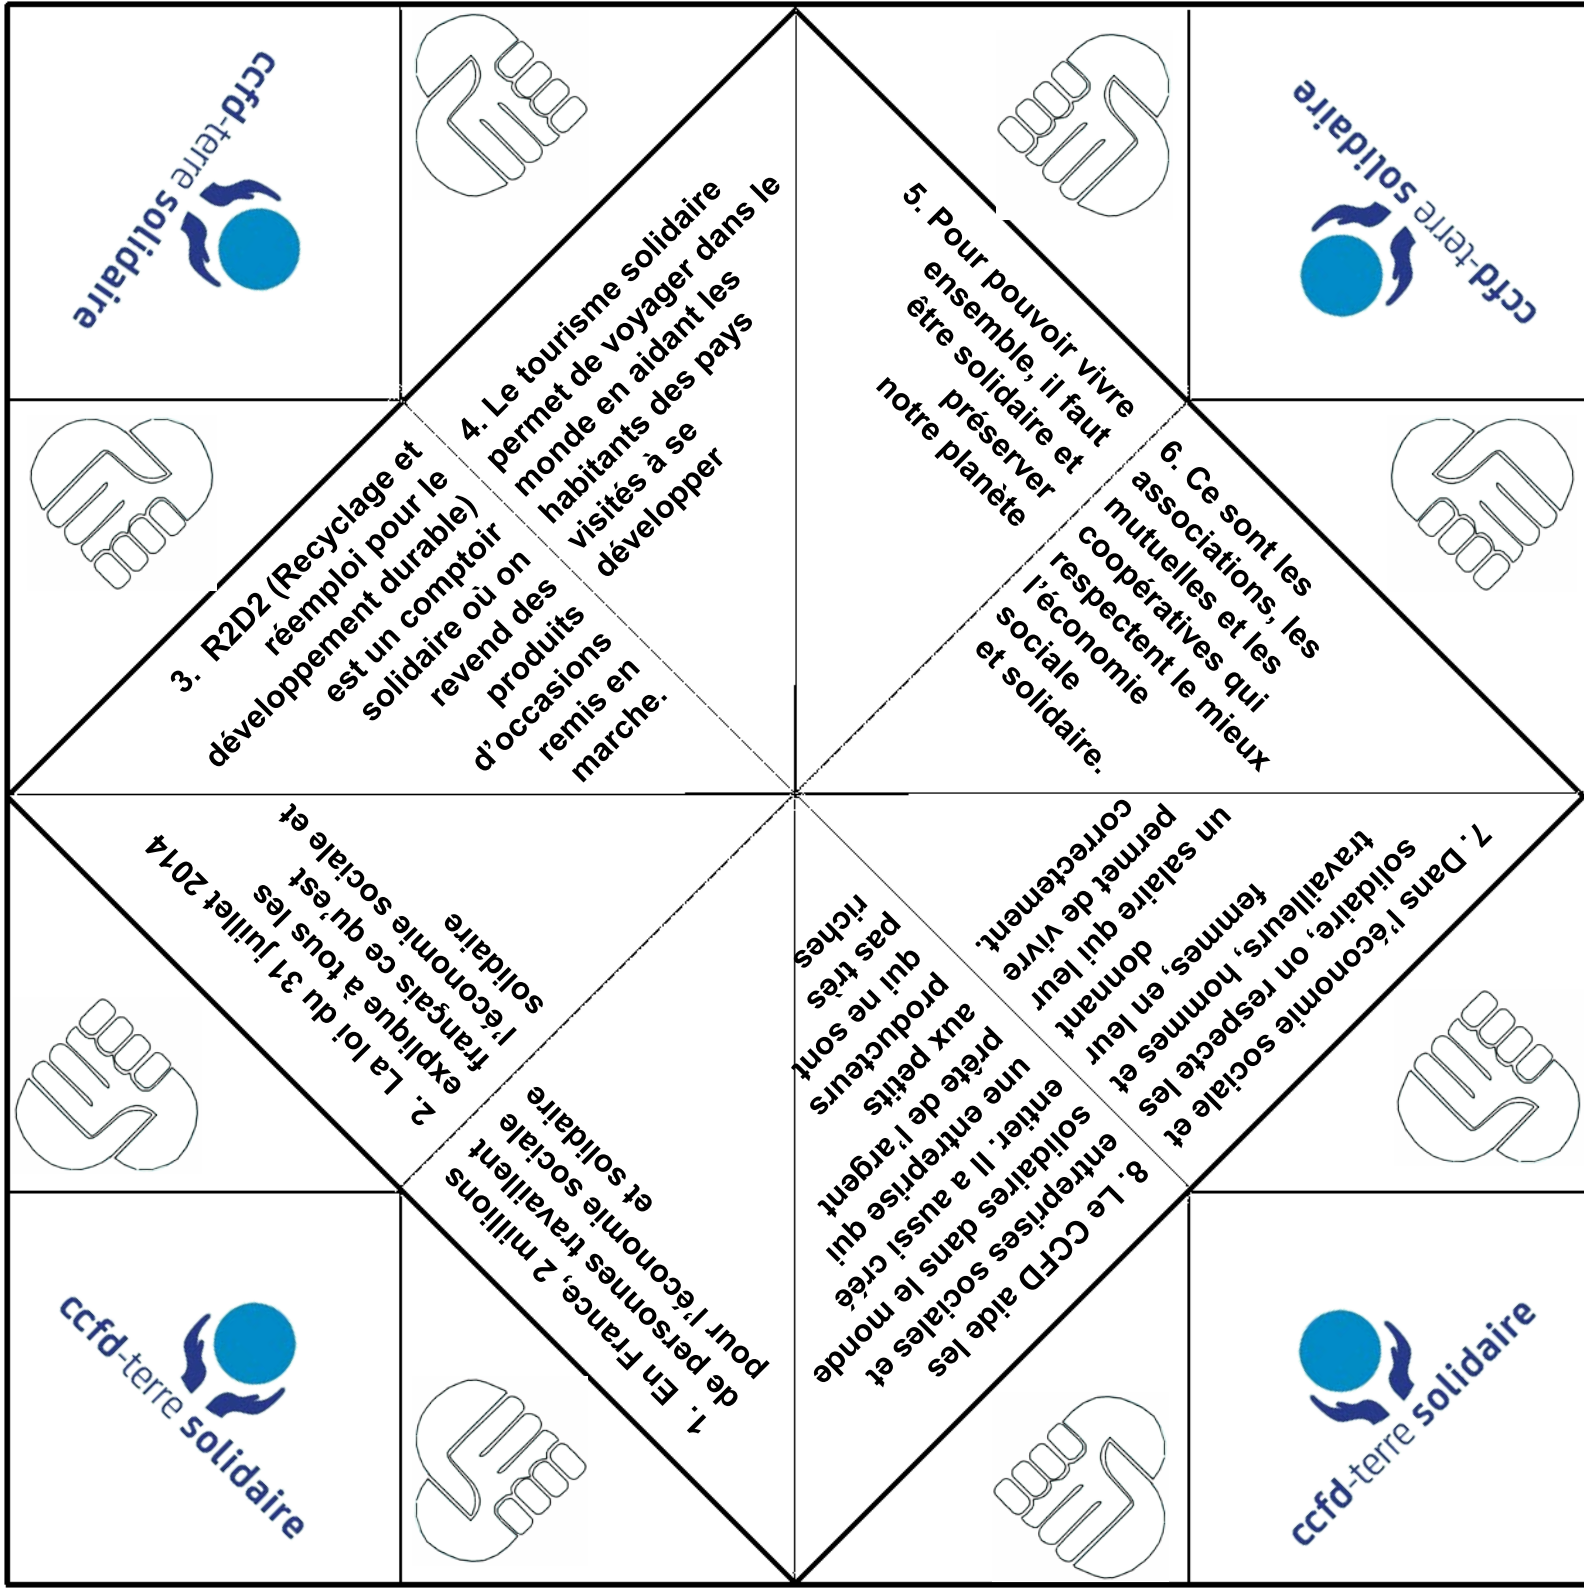 ccfd-terre solidaire
ccfd-terre solidaire
1. En France, 2 millions
de personnes travaillent
pour l'économie sociale
et solidaire
2. La loi du 31 juillet 2014
explique à tous les
français ce qu'est
l'économie sociale et
solidaire
3. R2D2 (Recyclage et
réemploi pour le
développement durable)
est un comptoir
solidaire où on
revend des
produits
d'occasions
remis en
marche.
4. Le tourisme solidaire
permet de voyager dans le
monde en aidant les
habitants des pays
visités à se
développer
5. Pour pouvoir vivre
ensemble, il faut
être solidaire et
préserver
notre planète
6. Ce sont les
associations, les
mutuelles et les
coopératives qui
respectent le mieux
l'économie
sociale
et solidaire.
7. Dans l'économie sociale et
solidaire, on respecte les
travailleurs, hommes et
femmes, en leur
donnant
un salaire qui leur
permet de vivre
correctement.
8. Le CCFD aide les
entreprises sociales et
solidaires dans le monde
entier. Il a aussi créé
une entreprise qui
prête de l'argent
aux petits
producteurs
qui ne sont
pas très
riches
ccfd-terre solidaire
ccfd-terre solidaire